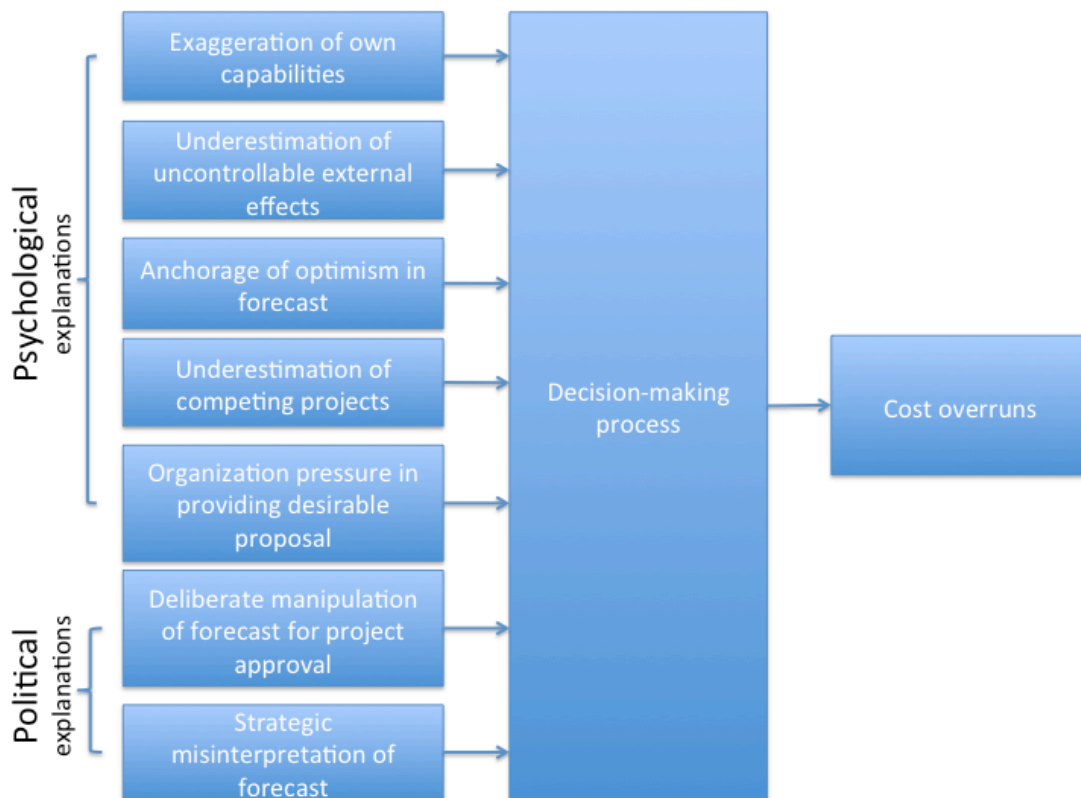 Psychological
explanations
Exaggeration of own
capabilities
Underestimation of
uncontrollable external
effects
Anchorage of optimism in
forecast
Underestimation of
competing projects
Organization pressure in
providing desirable
proposal
Political
explanations
Deliberate manipulation
of forecast for project
approval
Strategic
misinterpretation of
forecast
Decision-making
process
Cost overruns